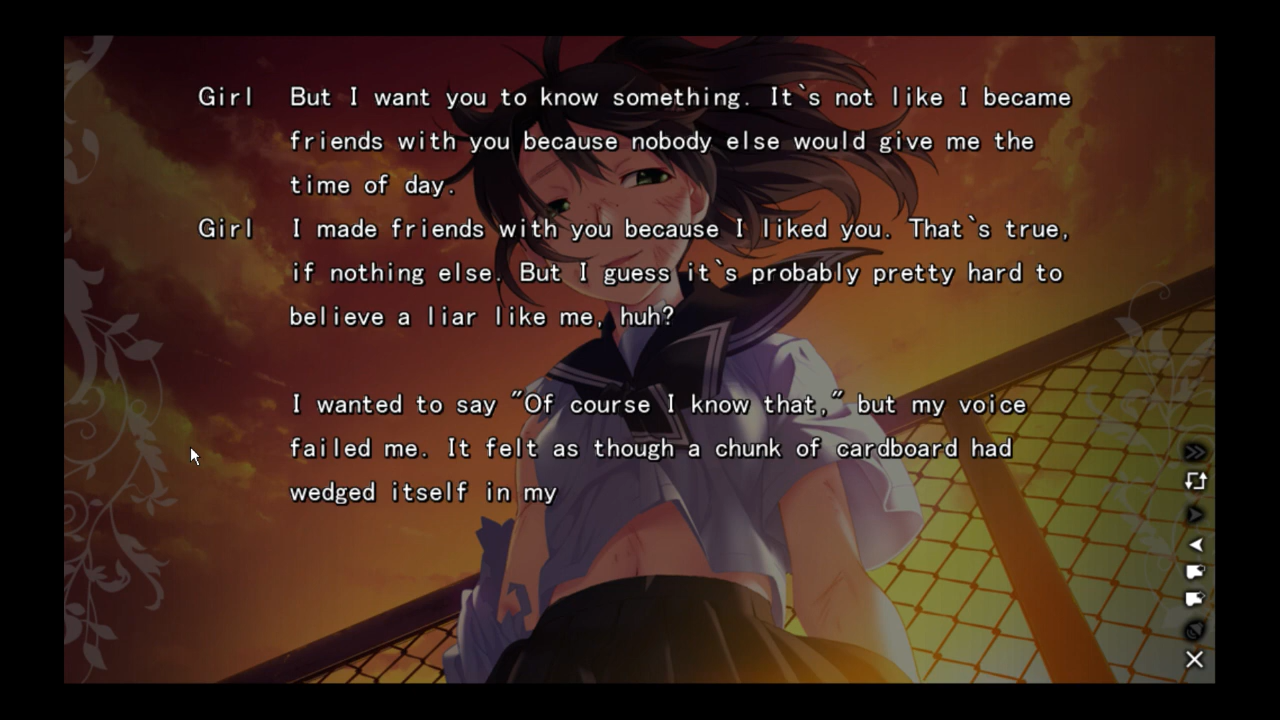 Girl But I want you to know something. It`s not like I became
friends with you because nobody else would give me the
time of day.
Girl I made friends with you because I liked you. That`s true,
if nothing else. But I guess it`s probably pretty hard to
believe a liar like me, huh?
I wanted to say "Of course I know that," but my voice
failed me. It felt as though a chunk of cardboard had
wedged itself in my